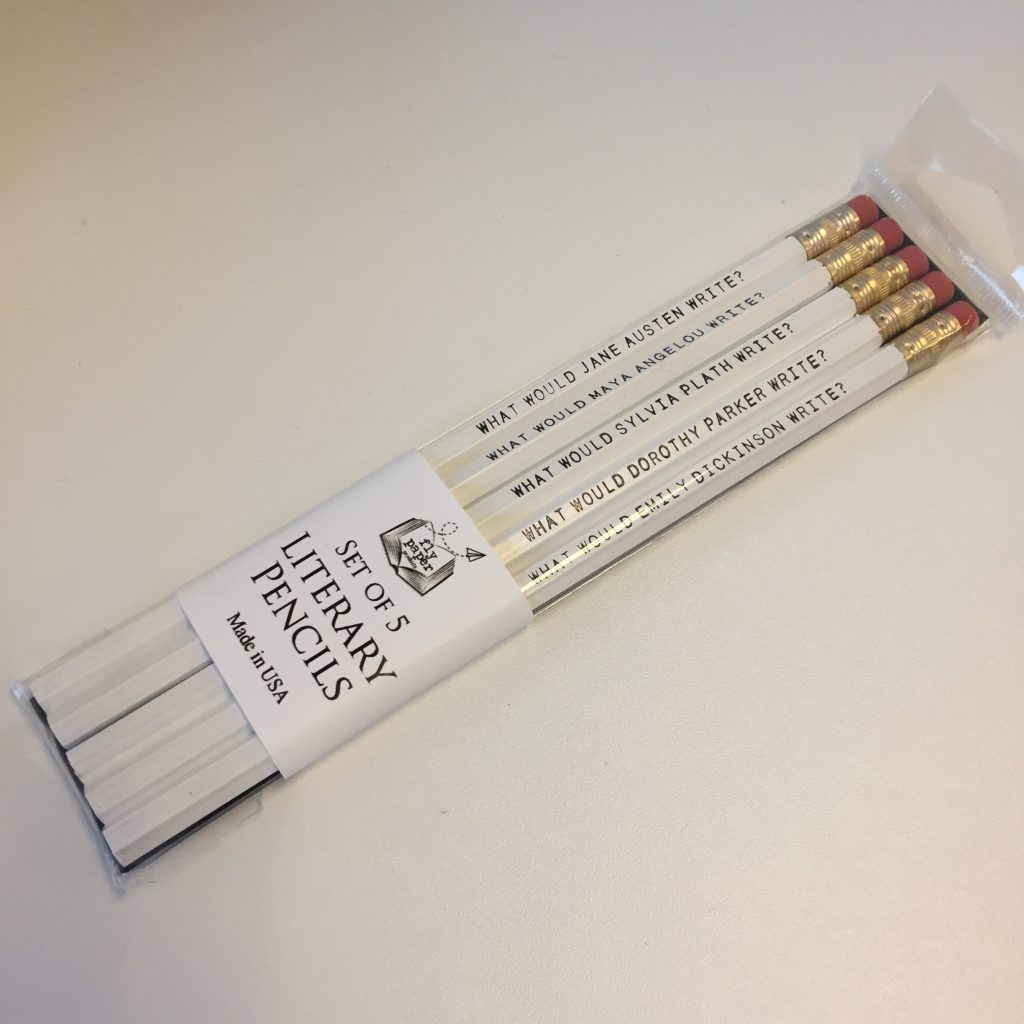 WHAT WOULD JANE AUSTEN WRITE?
WHAT WOULD MAYA ANGELOU WRITE?
WHAT WOULD SYLVIA PLATH WRITE?
WHAT WOULD DOROTHY PARKER WRITE?
WHAT WOULD EMILY DICKINSON WRITE?
fly
paper
SET OF 5
LITERARY
PENCILS
Made in USA